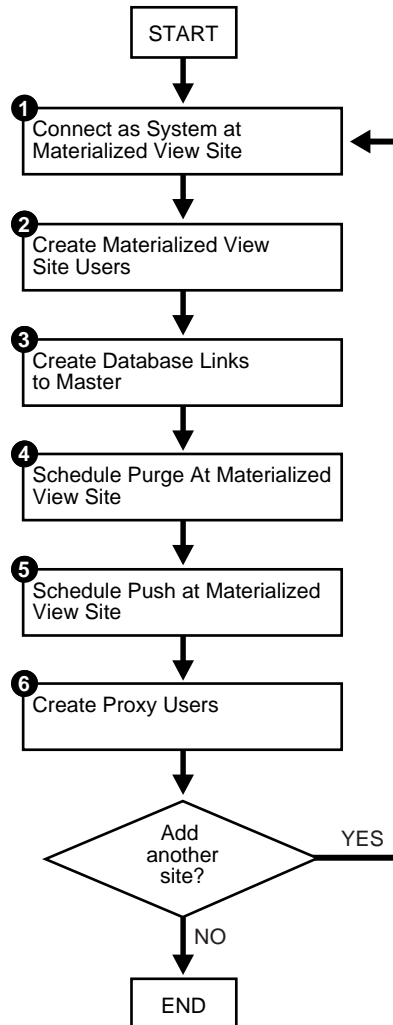 START
1
Connect as System at
Materialized View Site
2
Create Materialized View
Site Users
3
Create Database Links
to Master
4
Schedule Purge At Materialized
View Site
5
Schedule Push at Materialized
View Site
6
Create Proxy Users
Add
another
site?
YES
NO
END